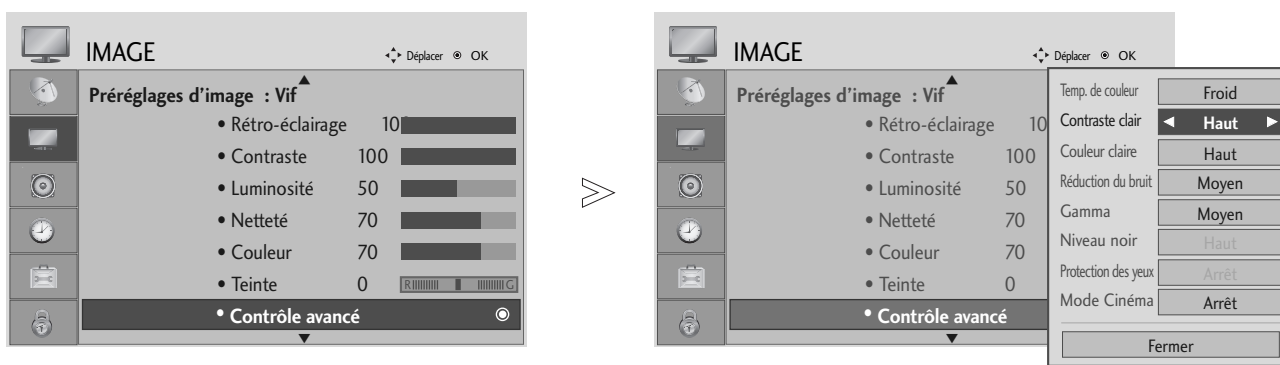 IMAGE
Déplacer OK
Préréglages d'image : Vif
• Rétro-éclairage 10
• Contraste 100
• Luminosité 50
• Netteté 70
• Couleur 70
• Teinte 0 R G
• Contrôle avancé
IMAGE
Déplacer OK
Préréglages d'image : Vif
• Rétro-éclairage 10
• Contraste 100
• Luminosité 50
• Netteté 70
• Couleur 70
• Teinte 0
• Contrôle avancé
Temp. de couleur Froid
Contraste clair Haut
Couleur claire Haut
Réduction du bruit Moyen
Gamma Moyen
Niveau noir Haut
Protection des yeux Arrêt
Mode Cinéma Arrêt
Fermer